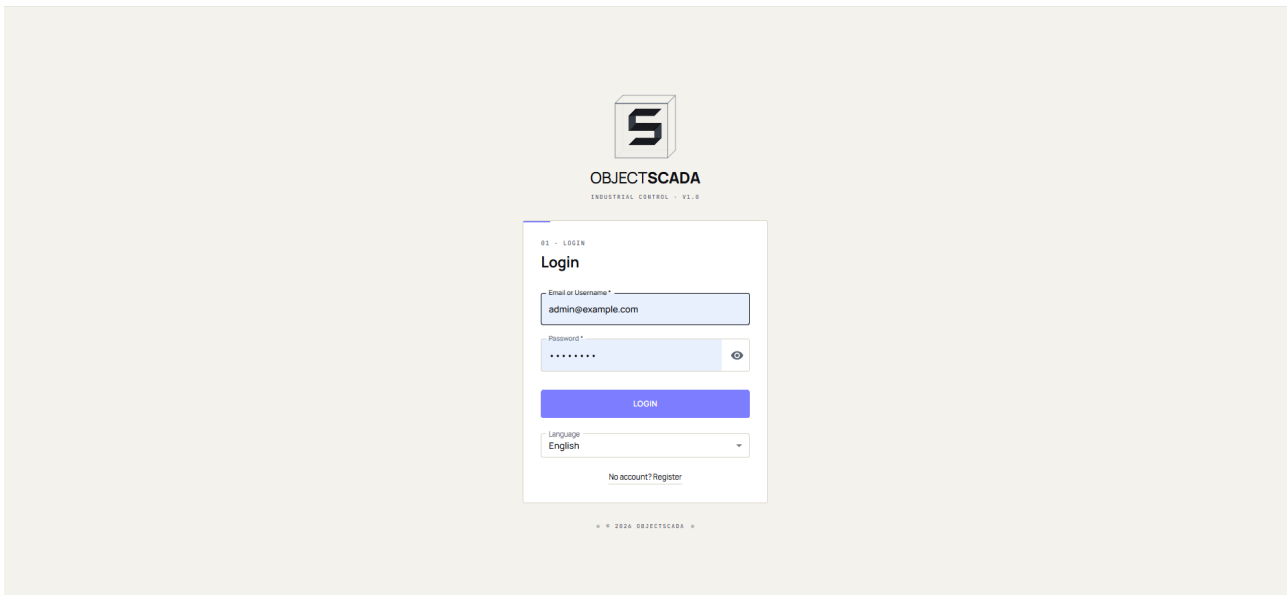 OBJECTSCADA
INDUSTRIAL CONTROL · V1.0
01 · LOGIN
Login
Email or Username *
admin@example.com
Password *
••••••••
LOGIN
Language
English
No account? Register
© 2026 OBJECTSCADA